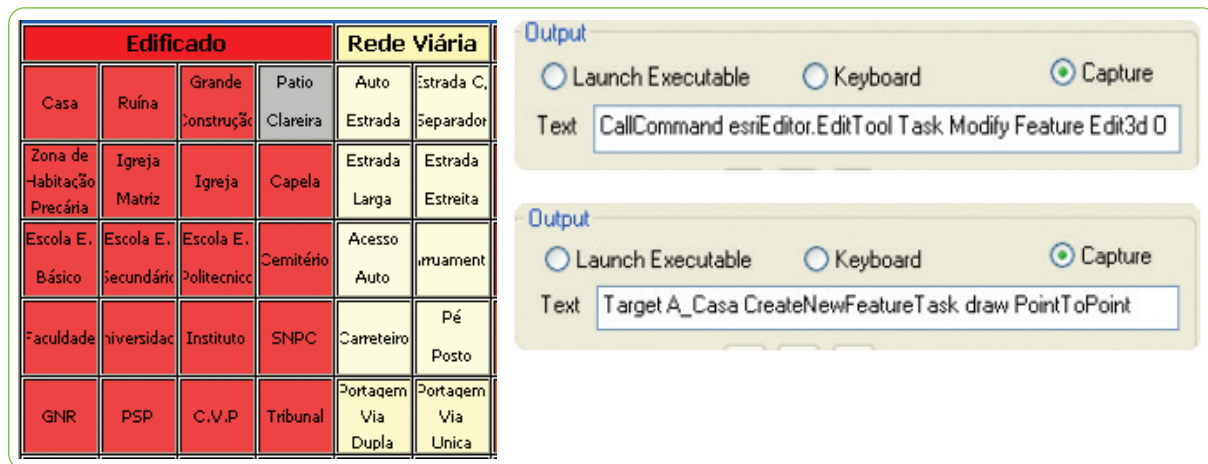 Edificado
Rede Viária
Casa
Ruína
Grande
Construção
Patio
Clareira
Auto
Estrada
Estrada C.
Separador
Zona de
Habitação
Precária
Igreja
Matriz
Igreja
Capela
Estrada
Larga
Estrada
Estreita
Escola E.
Básico
Escola E.
Secundário
Escola E.
Politecnico
Cemitério
Acesso
Auto
Faculdade
Instituto
SNPC
Carreteiro
Pé
Posto
GNR
PSP
C.V.P
Tribunal
Portagem
Via
Dupla
Portagem
Via
Unica
Output
Launch Executable Keyboard Capture
Text CallCommand esriEditor.EditTool Task Modify Feature Edit3d O
Output
Launch Executable Keyboard Capture
Text Target A_Casa CreateNewFeatureTask draw PointToPoint